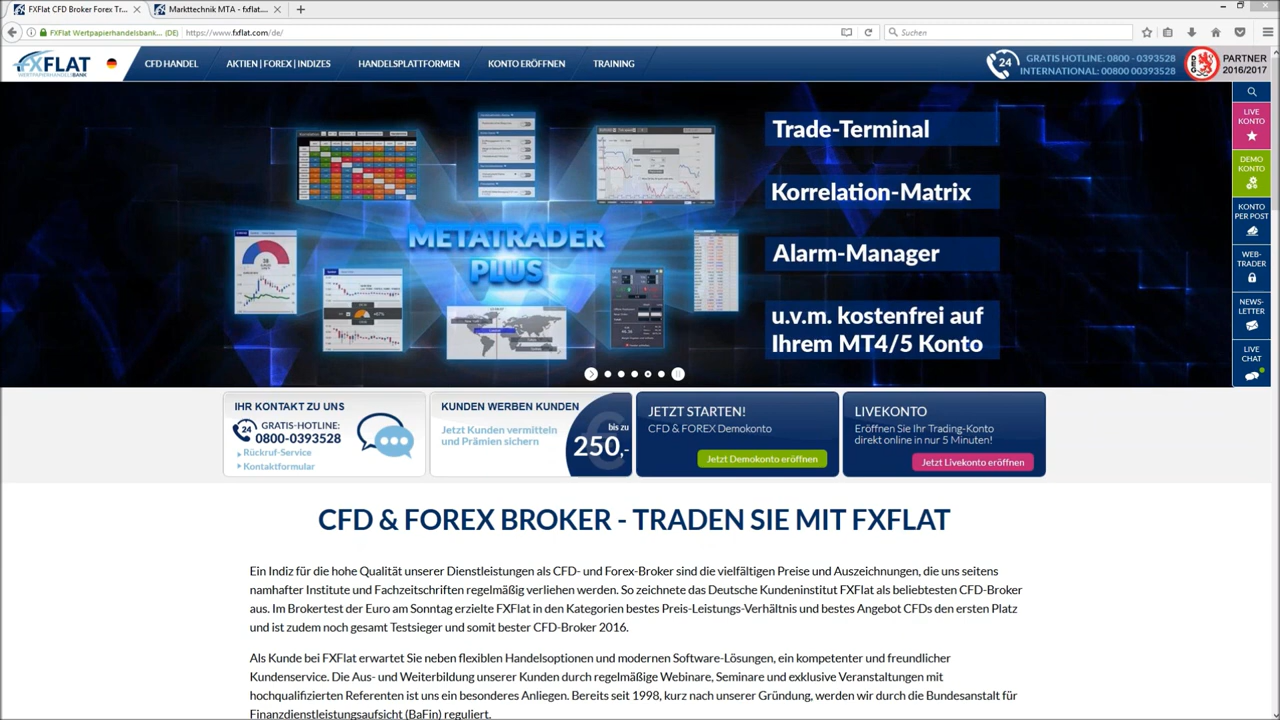 FXFlat CFD Broker Forex Tr...
Markttechnik MTA - fxflat....
FXFlat Wertpapierhandelsbank... (DE)
https://www.fxflat.com/de/
Suchen
FXFLAT
WERTPAPIERHANDELSBANK
CFD HANDEL
AKTIEN | FOREX | INDIZES
HANDELSPLATTFORMEN
KONTO ERÖFFNEN
TRAINING
24
GRATIS HOTLINE: 0800 - 0393528
INTERNATIONAL: 00800 00393528
DEG
PARTNER
2016/2017
METATRADER
PLUS
Trade-Terminal
Korrelation-Matrix
Alarm-Manager
u.v.m. kostenfrei auf
Ihrem MT4/5 Konto
LIVE
KONTO
DEMO
KONTO
KONTO
PER POST
WEB-
TRADER
NEWS-
LETTER
LIVE
CHAT
IHR KONTAKT ZU UNS
24
GRATIS-HOTLINE:
0800-0393528
Rückruf-Service
Kontaktformular
KUNDEN WERBEN KUNDEN
Jetzt Kunden vermitteln
und Prämien sichern
bis zu
250,-
€
JETZT STARTEN!
CFD & FOREX Demokonto
Jetzt Demokonto eröffnen
LIVEKONTO
Eröffnen Sie Ihr Trading-Konto
direkt online in nur 5 Minuten!
Jetzt Livekonto eröffnen
CFD & FOREX BROKER - TRADEN SIE MIT FXFLAT
Ein Indiz für die hohe Qualität unserer Dienstleistungen als CFD- und Forex-Broker sind die vielfältigen Preise und Auszeichnungen, die uns seitens
namhafter Institute und Fachzeitschriften regelmäßig verliehen werden. So zeichnete das Deutsche Kundeninstitut FXFlat als beliebtesten CFD-Broker
aus. Im Brokertest der Euro am Sonntag erzielte FXFlat in den Kategorien bestes Preis-Leistungs-Verhältnis und bestes Angebot CFDs den ersten Platz
und ist zudem noch gesamt Testsieger und somit bester CFD-Broker 2016.
Als Kunde bei FXFlat erwartet Sie neben flexiblen Handelsoptionen und modernen Software-Lösungen, ein kompetenter und freundlicher
Kundenservice. Die Aus- und Weiterbildung unserer Kunden durch regelmäßige Webinare, Seminare und exklusive Veranstaltungen mit
hochqualifizierten Referenten ist uns ein besonderes Anliegen. Bereits seit 1998, kurz nach unserer Gründung, werden wir durch die Bundesanstalt für
Finanzdienstleistungsaufsicht (BaFin) reguliert.